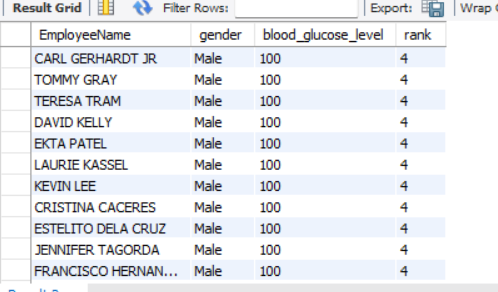 Result Grid Filter Rows: Export: Wrap
EmployeeName gender blood_glucose_level rank
CARL GERHARDT JR Male 100 4
TOMMY GRAY Male 100 4
TERESA TRAM Male 100 4
DAVID KELLY Male 100 4
EKTA PATEL Male 100 4
LAURIE KASSEL Male 100 4
KEVIN LEE Male 100 4
CRISTINA CACERES Male 100 4
ESTELITO DELA CRUZ Male 100 4
JENNIFER TAGORDA Male 100 4
FRANCISCO HERNAN... Male 100 4